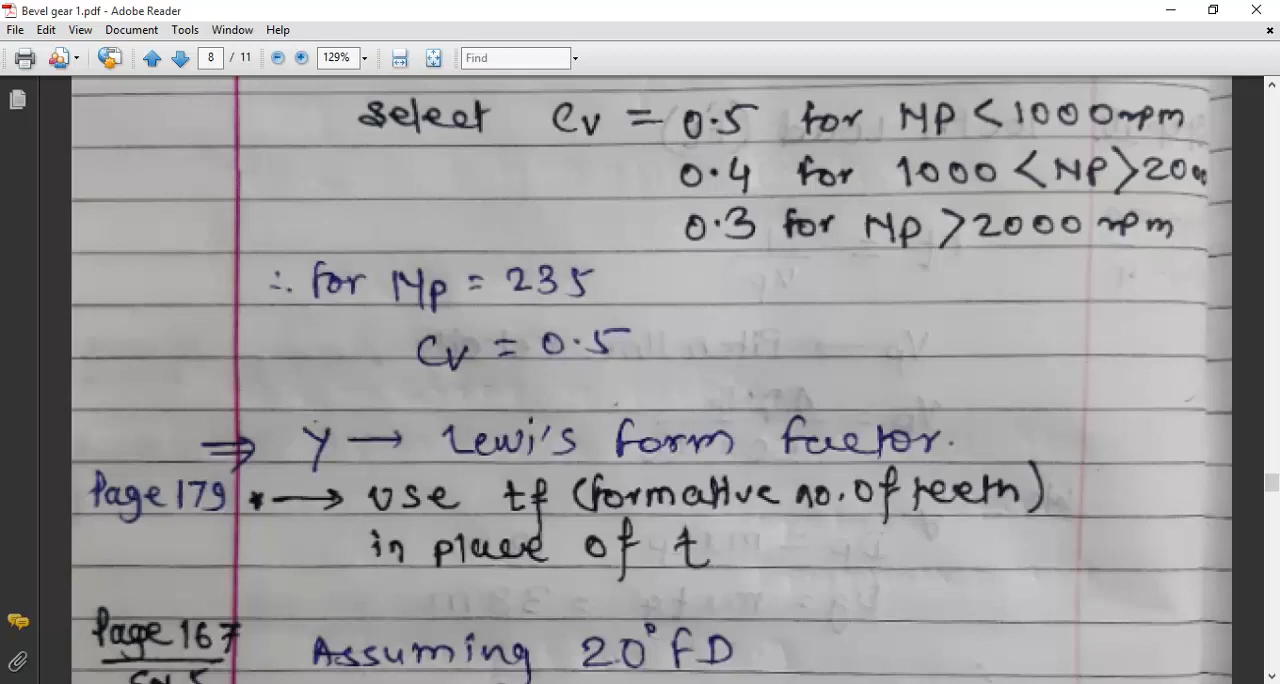 Bevel gear 1.pdf - Adobe Reader
File Edit View Document Tools Window Help
8 / 11 129% Find
select Cv = 0.5 for Np < 1000 rpm
0.4 for 1000 < Np > 200
0.3 for Np > 2000 rpm
∴ for Np = 235
Cv = 0.5
⇒ Y → Lewi's form factor.
Page 179 * → use tf (formative no. of teeth)
in place of t
Page 167 Assuming 20° FD